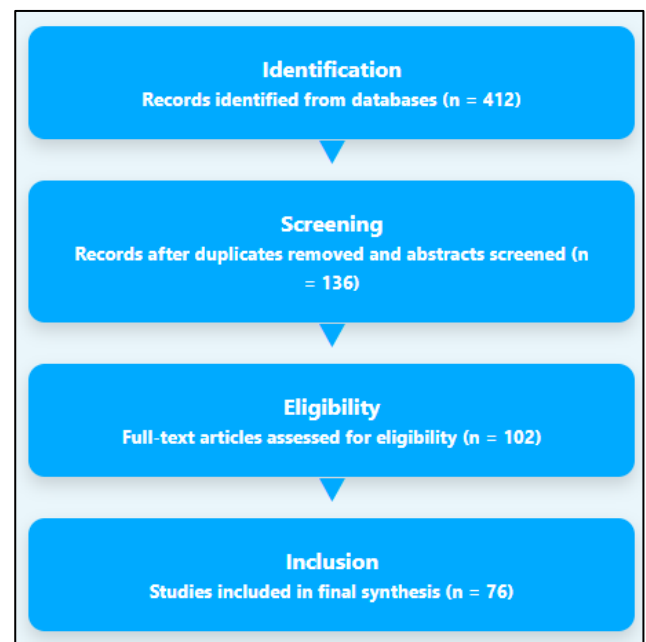 Identification
Records identified from databases (n = 412)
Screening
Records after duplicates removed and abstracts screened (n
= 136)
Eligibility
Full-text articles assessed for eligibility (n = 102)
Inclusion
Studies included in final synthesis (n = 76)